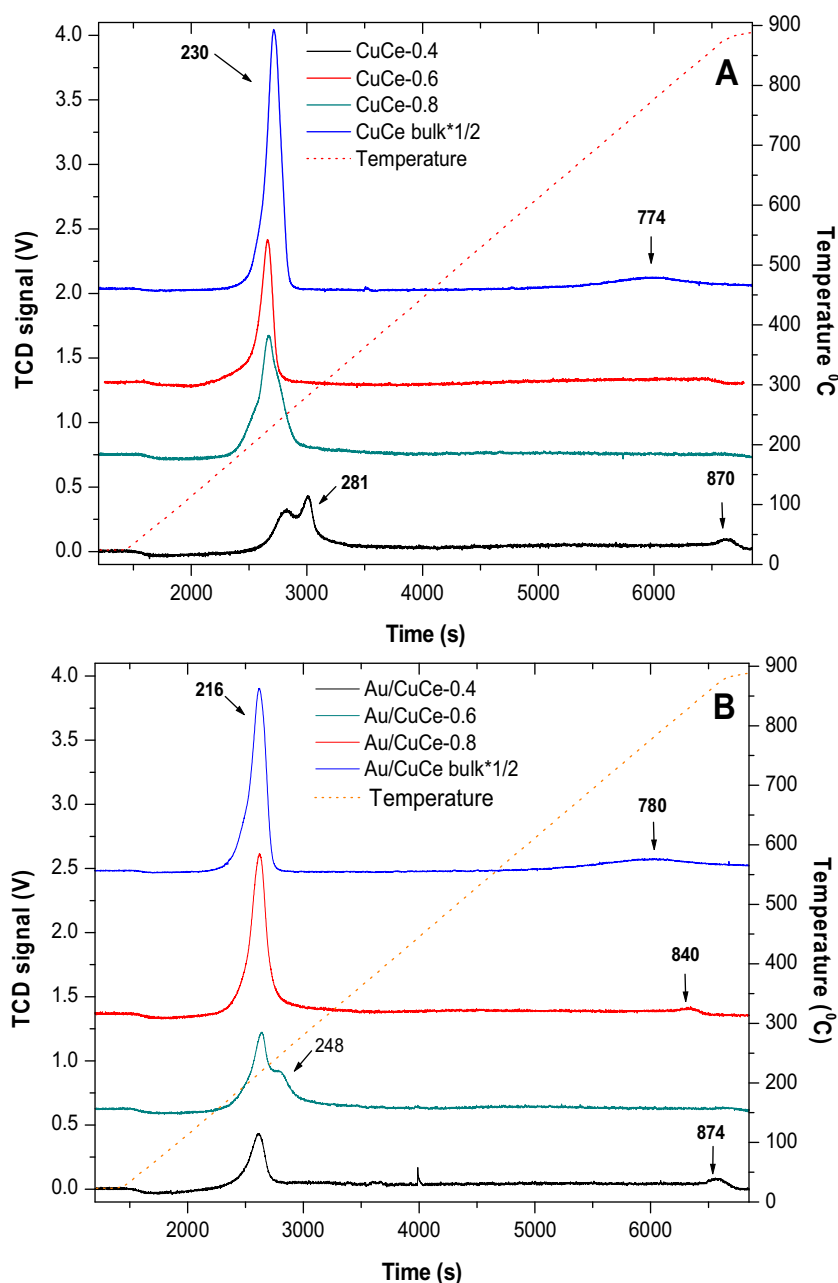 A
230
CuCe-0.4
CuCe-0.6
CuCe-0.8
CuCe bulk*1/2
Temperature
774
281
870
4.0
3.5
3.0
2.5
2.0
1.5
1.0
0.5
0.0
TCD signal (V)
900
800
700
600
500
400
300
200
100
0
Temperature ⁰C
2000 3000 4000 5000 6000
Time (s)
B
216
Au/CuCe-0.4
Au/CuCe-0.6
Au/CuCe-0.8
Au/CuCe bulk*1/2
Temperature
780
840
248
874
4.0
3.5
3.0
2.5
2.0
1.5
1.0
0.5
0.0
TCD signal (V)
900
800
700
600
500
400
300
200
100
0
Temperature (⁰C)
2000 3000 4000 5000 6000
Time (s)